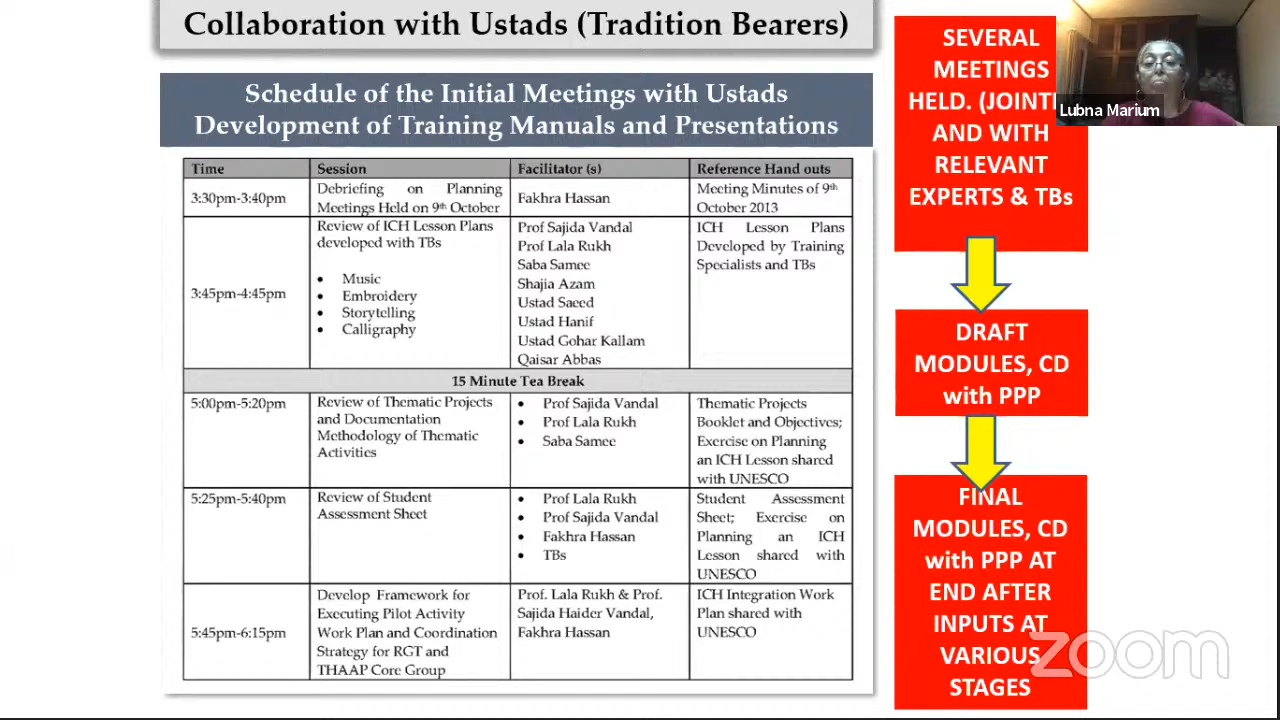 Collaboration with Ustads (Tradition Bearers)
Schedule of the Initial Meetings with Ustads
Development of Training Manuals and Presentations
Time Session Facilitator (s) Reference Hand outs
3:30pm-3:40pm
Debriefing on Planning
Meetings Held on 9th October
Fakhra Hassan
Meeting Minutes of 9th
October 2013
3:45pm-4:45pm
Review of ICH Lesson Plans
developed with TBs
• Music
• Embroidery
• Storytelling
• Calligraphy
Prof Sajida Vandal
Prof Lala Rukh
Saba Samee
Shajia Azam
Ustad Saeed
Ustad Hanif
Ustad Gohar Kallam
Qaisar Abbas
ICH Lesson Plans
Developed by Training
Specialists and TBs
15 Minute Tea Break
5:00pm-5:20pm
Review of Thematic Projects
and Documentation
Methodology of Thematic
Activities
• Prof Sajida Vandal
• Prof Lala Rukh
• Saba Samee
Thematic Projects
Booklet and Objectives;
Exercise on Planning
an ICH Lesson shared
with UNESCO
5:25pm-5:40pm
Review of Student
Assessment Sheet
• Prof Lala Rukh
• Prof Sajida Vandal
• Fakhra Hassan
• TBs
Student Assessment
Sheet; Exercise on
Planning an ICH
Lesson shared with
UNESCO
5:45pm-6:15pm
Develop Framework for
Executing Pilot Activity
Work Plan and Coordination
Strategy for RGT and
THAAP Core Group
Prof. Lala Rukh & Prof.
Sajida Haider Vandal,
Fakhra Hassan
ICH Integration Work
Plan shared with
UNESCO
SEVERAL
MEETINGS
HELD.
AND WITH
RELEVANT
EXPERTS & TBs
DRAFT
MODULES, CD
with PPP
FINAL
MODULES, CD
with PPP AT
END AFTER
INPUTS AT
VARIOUS
STAGES
Lubna Marium
zoom